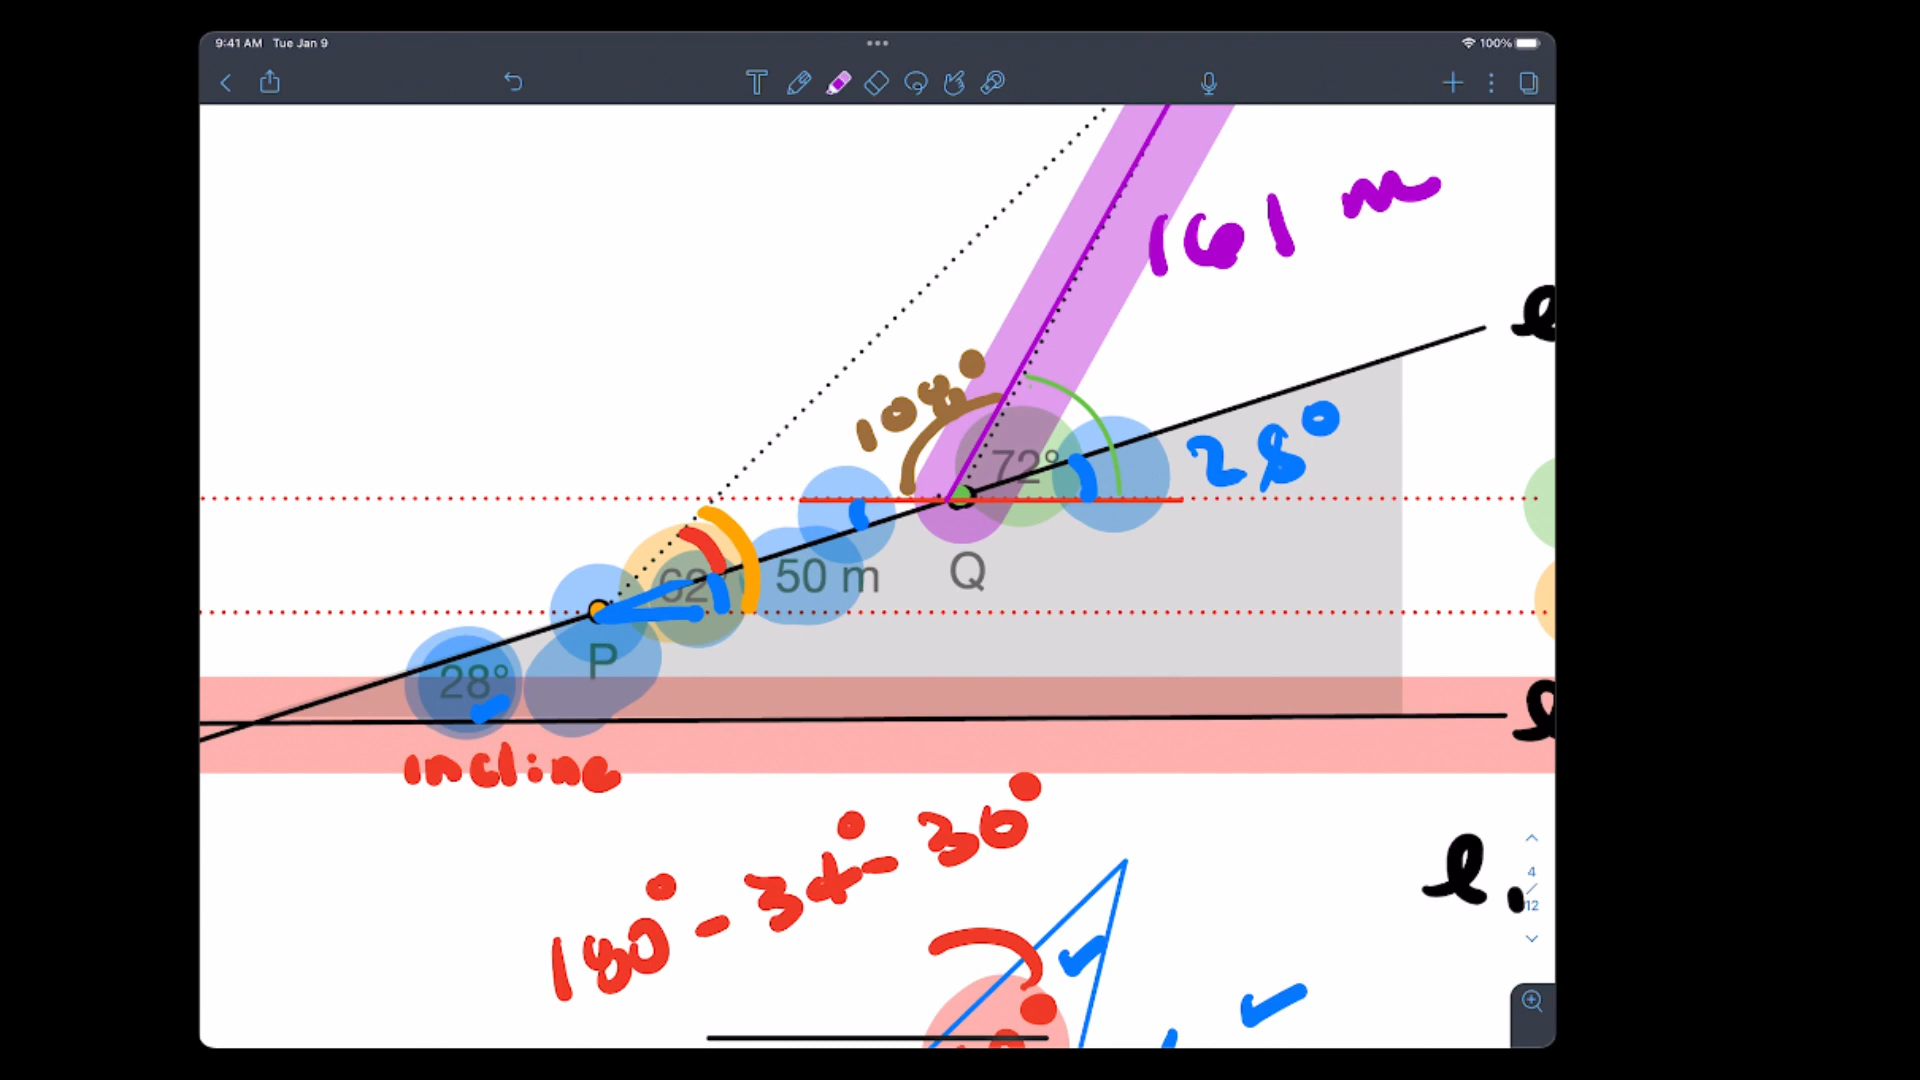 9:41 AM Tue Jan 9
100%
161 m
l
108°
72°
28°
62
50 m
Q
P
28°
l
incline
180° - 34° - 36°
l.
4
/
12